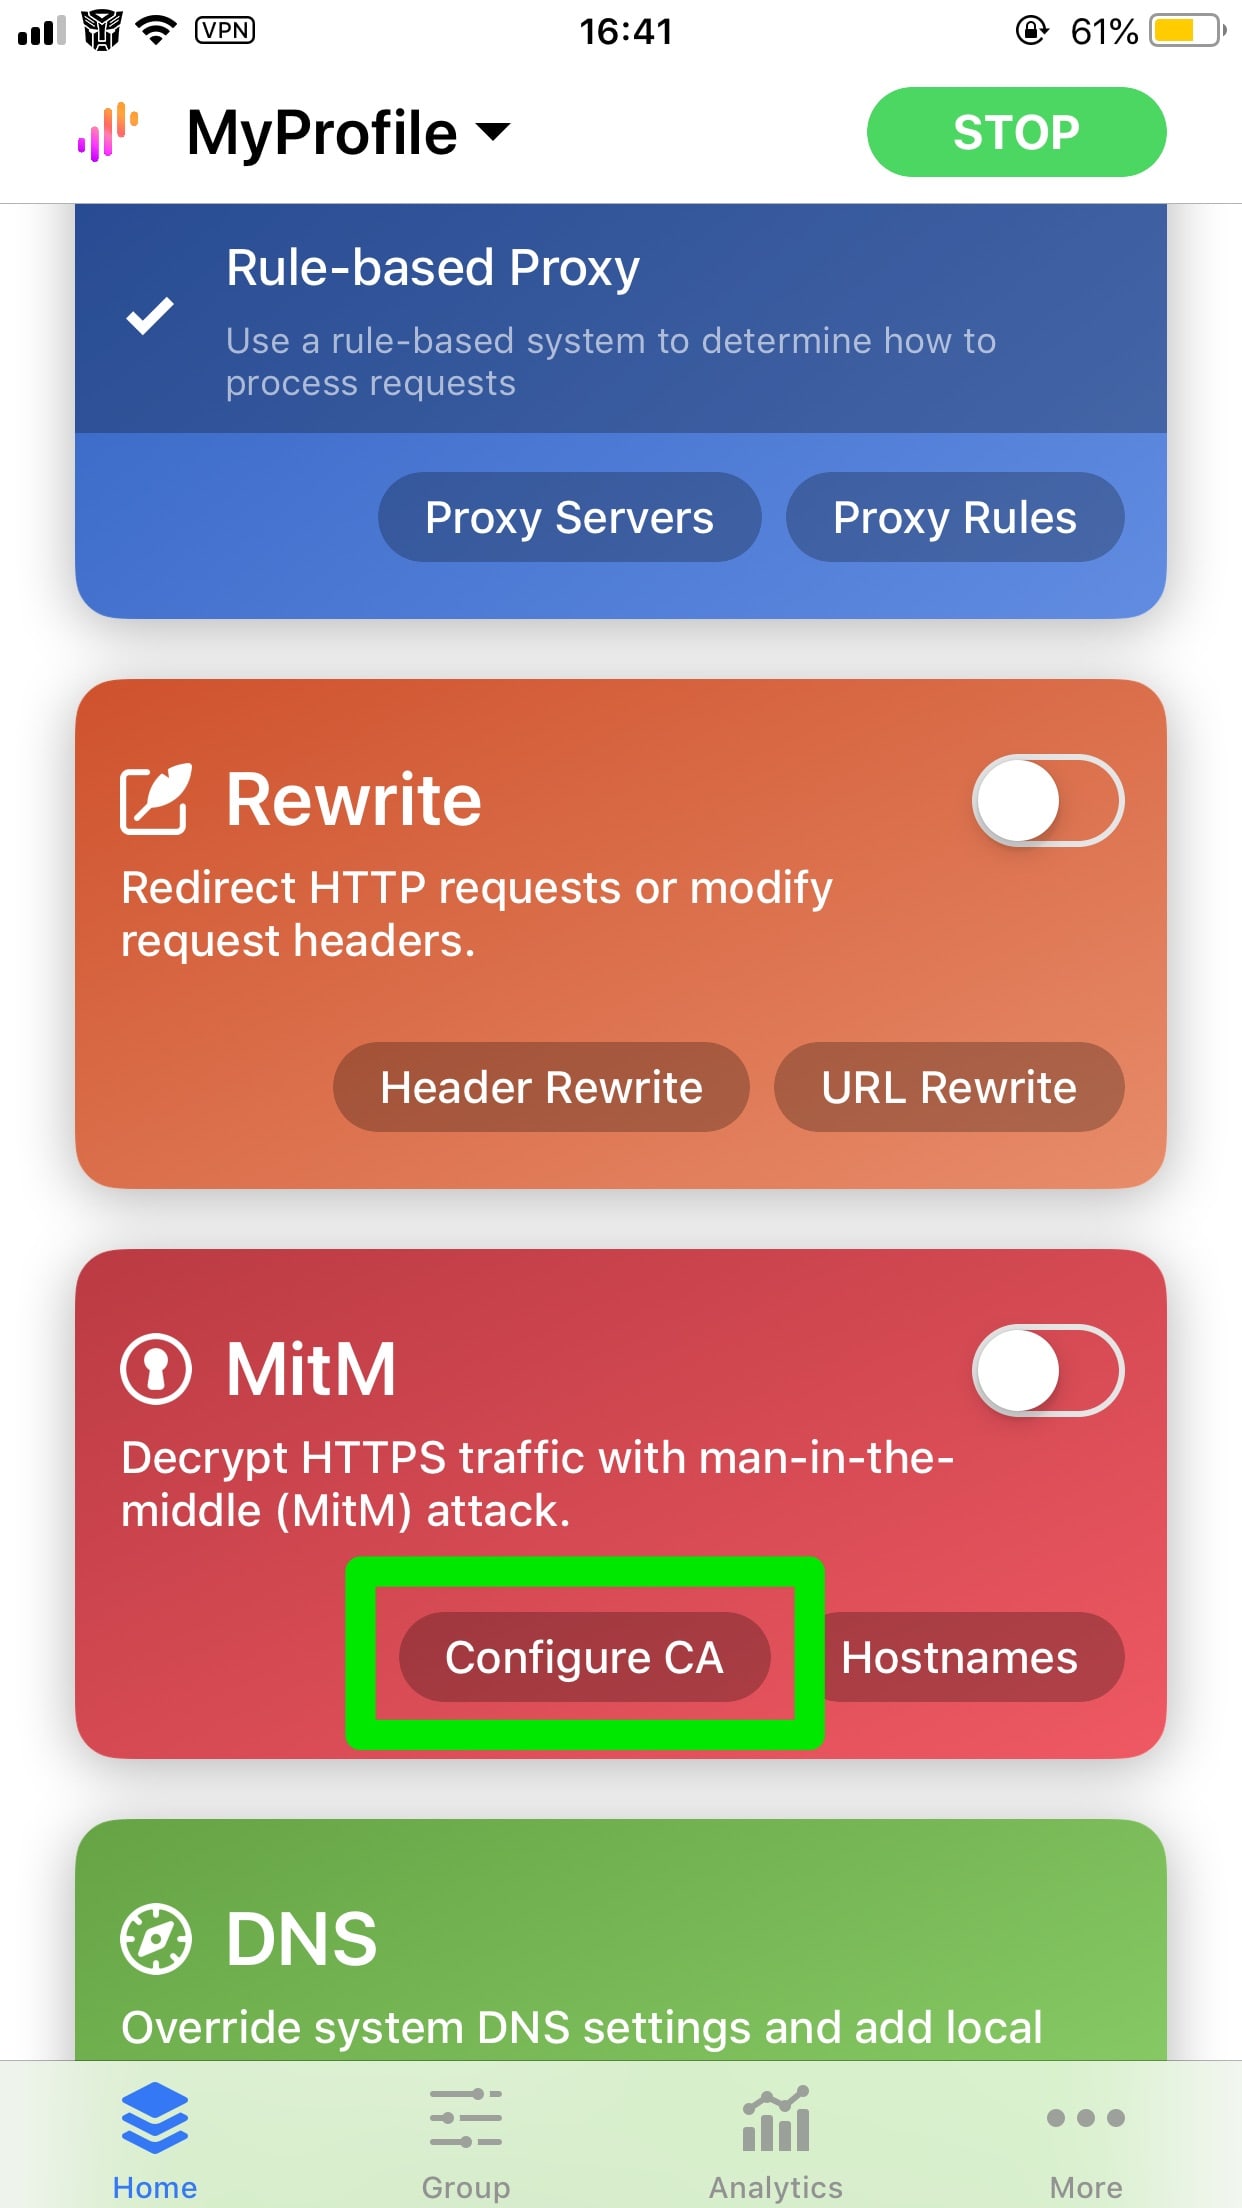 VPN
16:41
61%
MyProfile
STOP
Rule-based Proxy
Use a rule-based system to determine how to
process requests
Proxy Servers
Proxy Rules
Rewrite
Redirect HTTP requests or modify
request headers.
Header Rewrite
URL Rewrite
MitM
Decrypt HTTPS traffic with man-in-the-
middle (MitM) attack.
Configure CA
Hostnames
DNS
Override system DNS settings and add local
Home
Group
Analytics
More